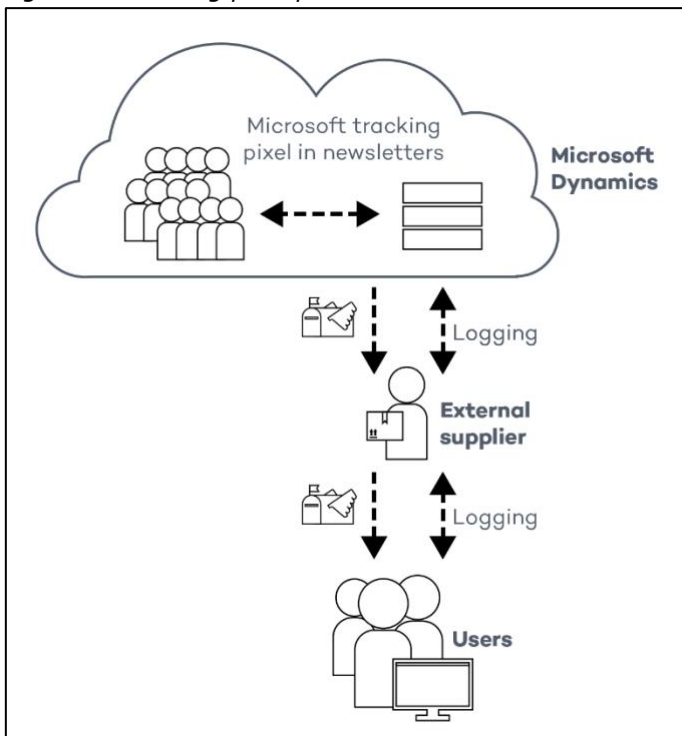 Microsoft tracking
pixel in newsletters
Microsoft
Dynamics
Logging
External
supplier
Logging
Users